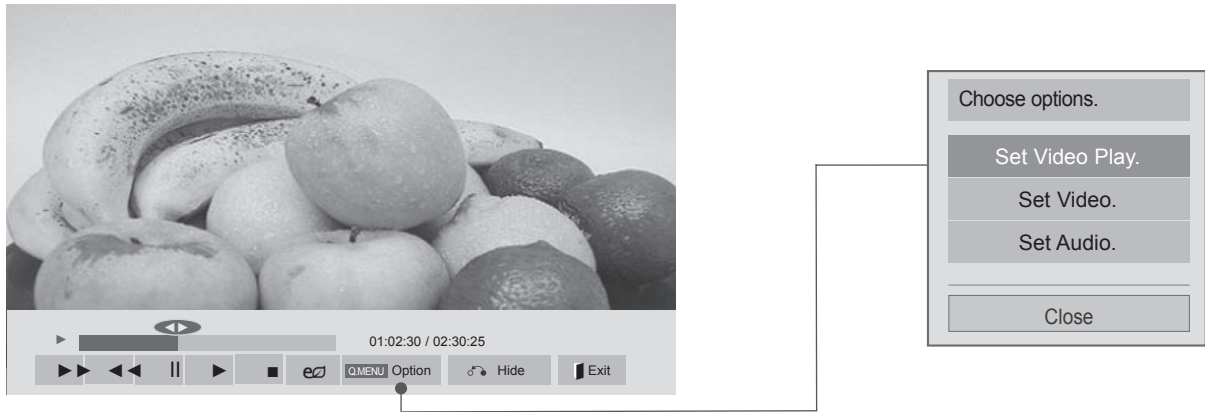 Choose options.
Set Video Play.
Set Video.
Set Audio.
Close
01:02:30 / 02:30:25
Q.MENU Option Hide Exit